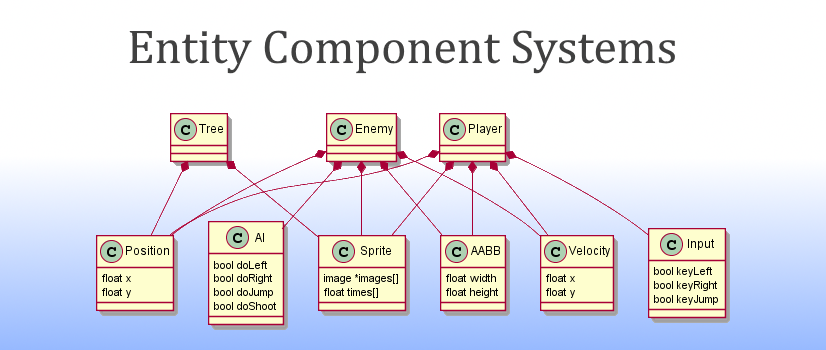 Entity Component Systems
C Tree
C Enemy
C Player
C Position
float x
float y
C AI
bool doLeft
bool doRight
bool doJump
bool doShoot
C Sprite
image *images[]
float times[]
C AABB
float width
float height
C Velocity
float x
float y
C Input
bool keyLeft
bool keyRight
bool keyJump